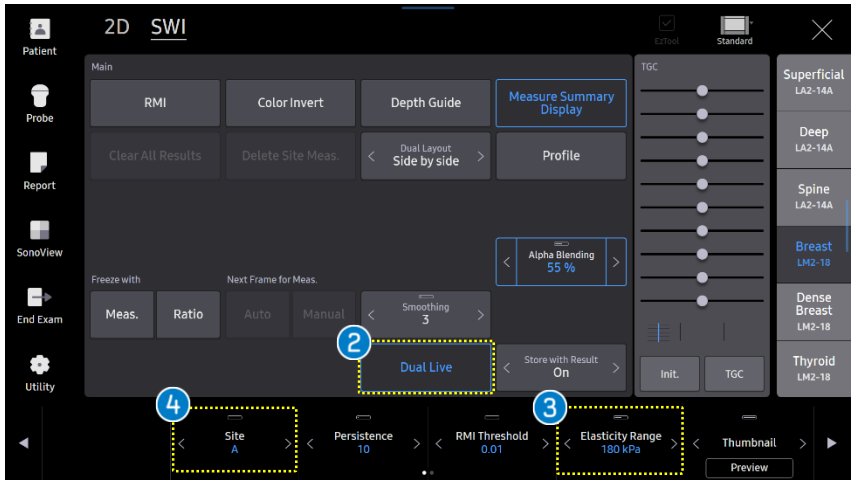 2D SWI
EzTool
Standard
Patient
Probe
Report
SonoView
End Exam
Utility
Main
RMI
Color Invert
Depth Guide
Measure Summary
Display
Clear All Results
Delete Site Meas.
Dual Layout
Side by side
Profile
Alpha Blending
55 %
Freeze with
Next Frame for Meas.
Meas.
Ratio
Auto
Manual
Smoothing
3
2
Dual Live
Store with Result
On
TGC
Init.
TGC
Superficial
LA2-14A
Deep
LA2-14A
Spine
LA2-14A
Breast
LM2-18
Dense
Breast
LM2-18
Thyroid
LM2-18
4
Site
A
Persistence
10
RMI Threshold
0.01
3
Elasticity Range
180 kPa
Thumbnail
Preview